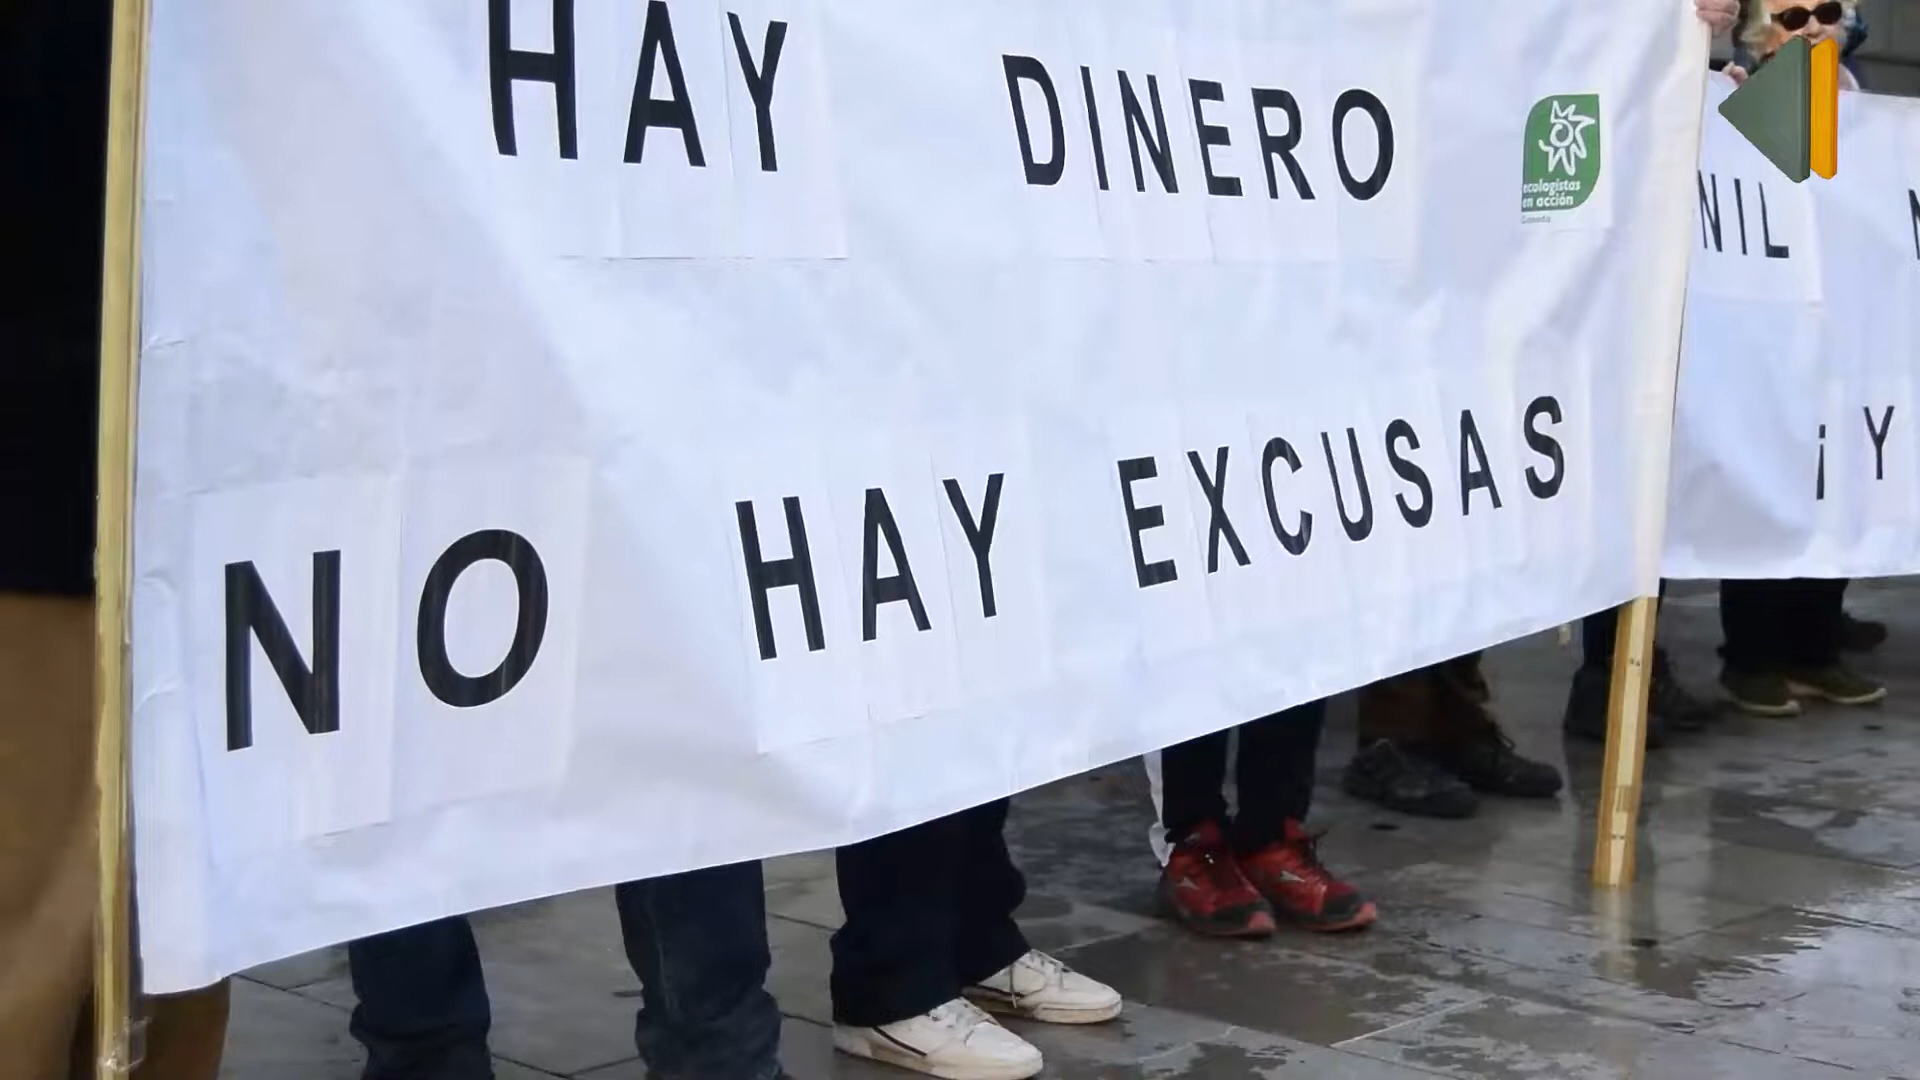 HAY DINERO
NO HAY EXCUSAS
ecologistas
en acción
NIL
¡Y